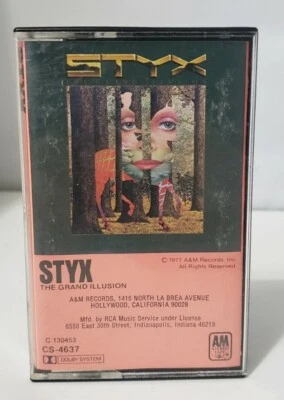 STYX
© 1977 A&M Records, Inc.
All Rights Reserved
STYX
THE GRAND ILLUSION
A&M RECORDS, 1416 NORTH LA BREA AVENUE
HOLLYWOOD, CALIFORNIA 90028
Mfd. by RCA Music Service under License
6550 East 30th Street, Indianapolis, Indiana 46219
C 130453
CS-4637
DOLBY SYSTEM
A&M